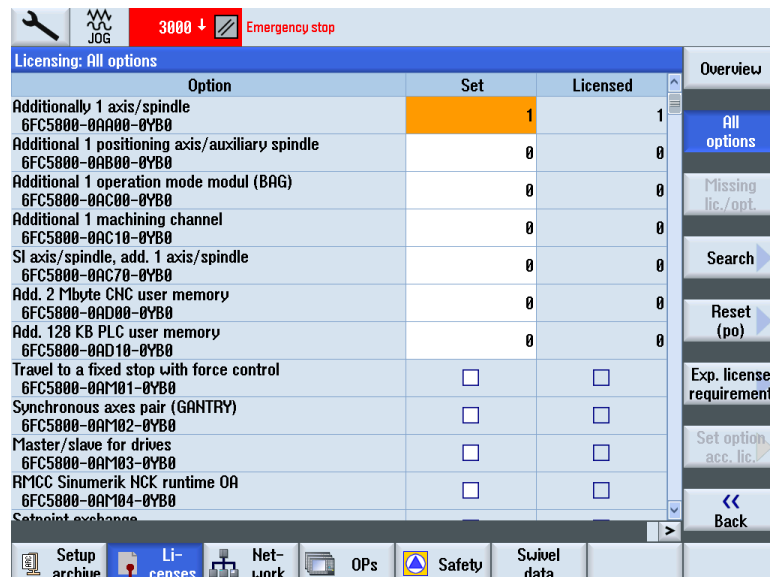 JOG
3000 ↓
Emergency stop
Licensing: All options
Option Set Licensed
Additionally 1 axis/spindle
6FC5800-0AA00-0YB0 1 1
Additional 1 positioning axis/auxiliary spindle
6FC5800-0AB00-0YB0 0 0
Additional 1 operation mode modul (BAG)
6FC5800-0AC00-0YB0 0 0
Additional 1 machining channel
6FC5800-0AC10-0YB0 0 0
SI axis/spindle, add. 1 axis/spindle
6FC5800-0AC70-0YB0 0 0
Add. 2 Mbyte CNC user memory
6FC5800-0AD00-0YB0 0 0
Add. 128 KB PLC user memory
6FC5800-0AD10-0YB0 0 0
Travel to a fixed stop with force control
6FC5800-0AM01-0YB0
Synchronous axes pair (GANTRY)
6FC5800-0AM02-0YB0
Master/slave for drives
6FC5800-0AM03-0YB0
RMCC Sinumerik NCK runtime OA
6FC5800-0AM04-0YB0
Setpoint exchange
Overview
All
options
Missing
lic./opt.
Search
Reset
(po)
Exp. license
requirement
Set option
acc. lic.
<<
Back
>
Setup
archive
Li-
censes
Net-
work
OPs
Safety
Swivel
data